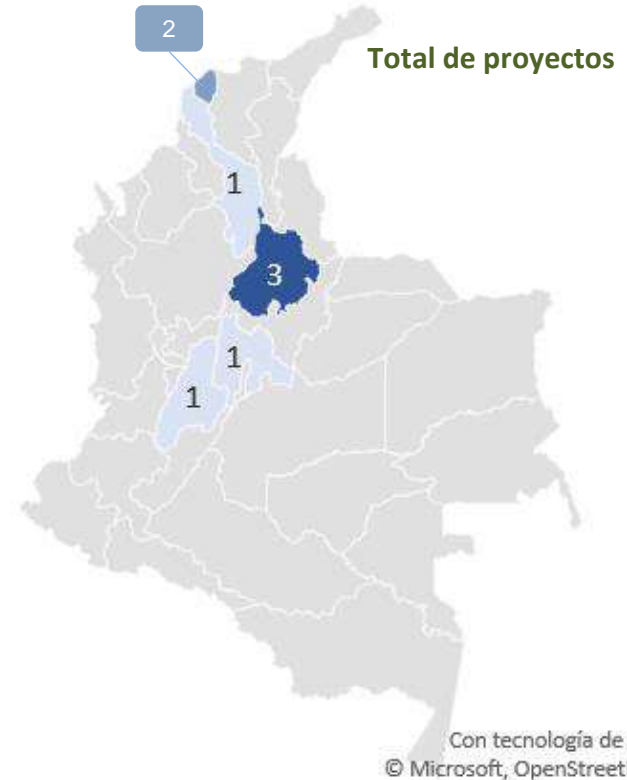 2
Total de proyectos
1
3
1
1
Con tecnología de
© Microsoft, OpenStreet